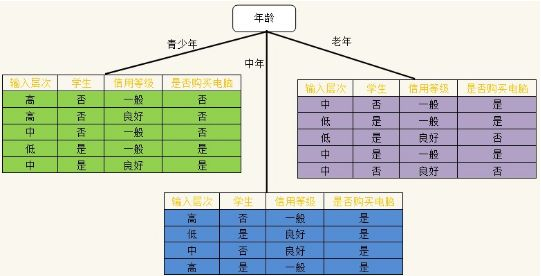 年龄
青少年
中年
老年
输入层次 学生 信用等级 是否购买电脑
高 否 一般 否
高 否 良好 否
中 否 一般 否
低 是 一般 是
中 是 良好 是
输入层次 学生 信用等级 是否购买电脑
中 否 一般 是
低 是 一般 是
低 是 良好 否
中 是 一般 是
中 否 良好 否
输入层次 学生 信用等级 是否购买电脑
高 否 一般 是
低 是 良好 是
中 否 良好 是
高 是 一般 是